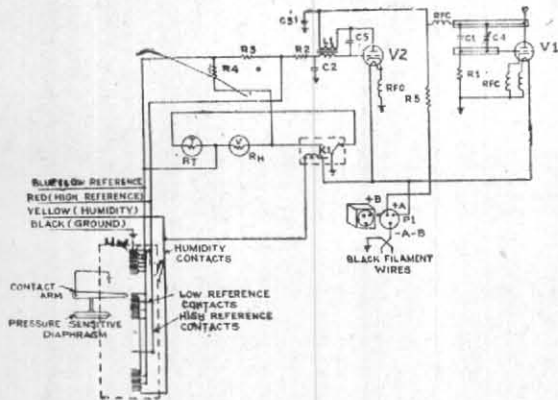 C31
L1
C5
V2
RFC
C1
C4
V1
R3
R2
C2
R4
RFC
R5
R1
RFC
RT
RH
K1
BLUE(LOW REFERENCE)
RED(HIGH REFERENCE)
YELLOW(HUMIDITY)
BLACK(GROUND)
+B
+A
P1
-A-B
BLACK FILAMENT
WIRES
HUMIDITY
CONTACTS
CONTACT
ARM
LOW REFERENCE
CONTACTS
HIGH REFERENCE
CONTACTS
PRESSURE SENSITIVE
DIAPHRAGM